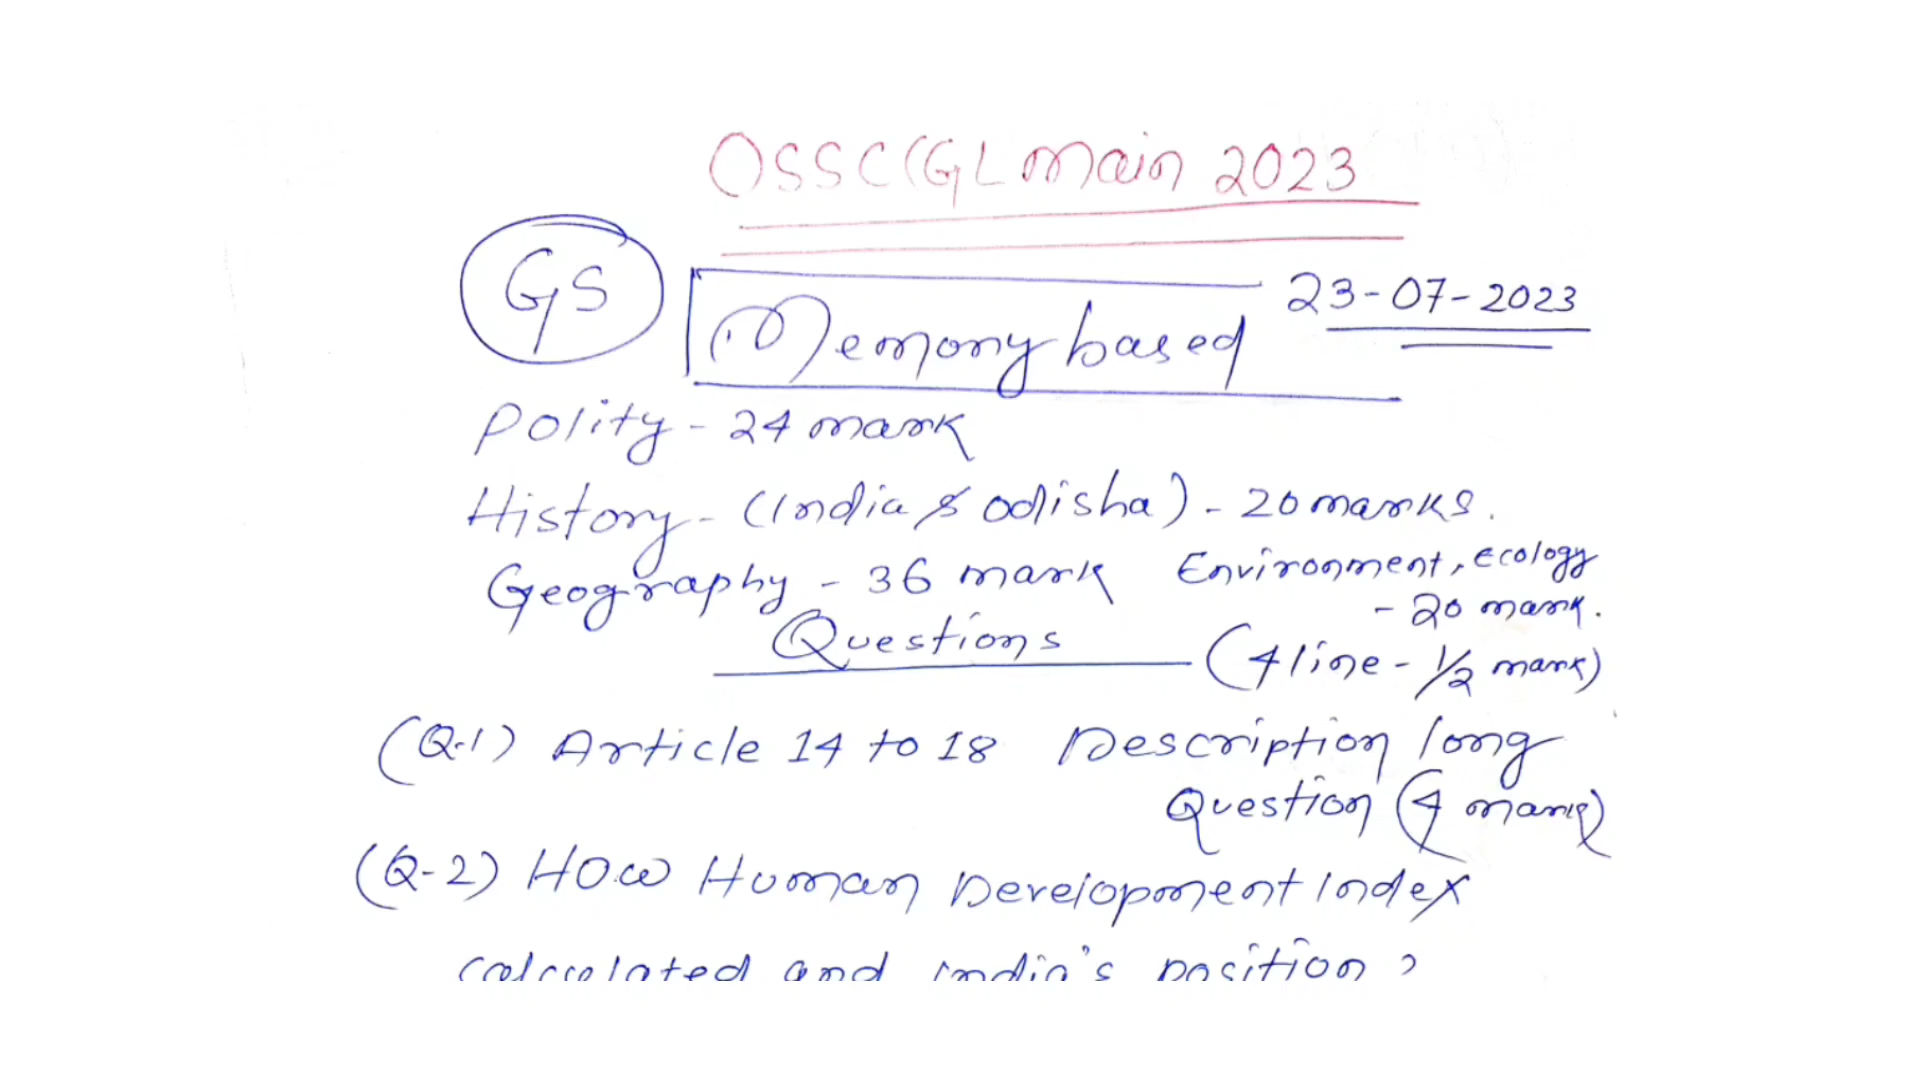 OSSC CGL Main 2023
GS
Memory based
23-07-2023
Polity - 24 mark
History - (India & Odisha) - 20 marks.
Geography - 36 mark
Environment, ecology
- 20 mark.
Questions
(4 line - 1/2 mark)
(Q-1) Article 14 to 18 Description long
Question (4 mark)
(Q-2) How Human Development Index
calculated and India's position ?